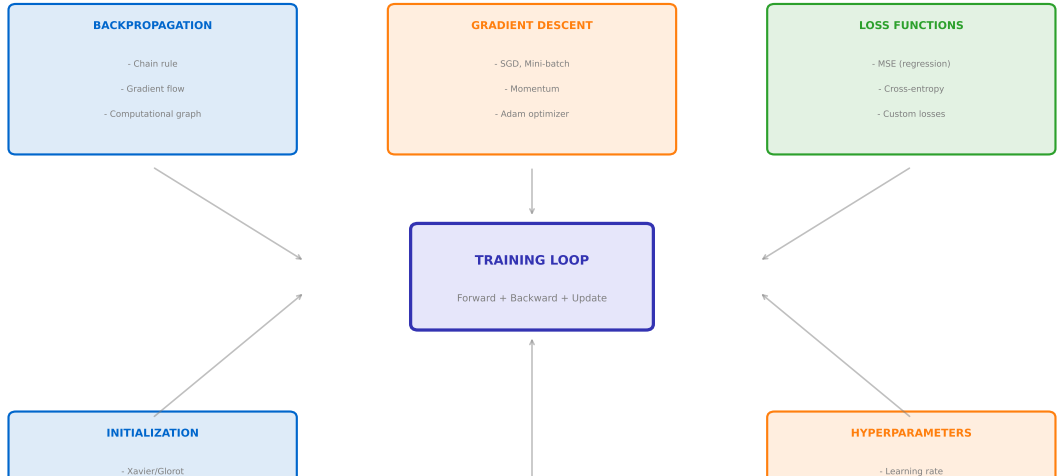 BACKPROPAGATION
- Chain rule
- Gradient flow
- Computational graph
GRADIENT DESCENT
- SGD, Mini-batch
- Momentum
- Adam optimizer
LOSS FUNCTIONS
- MSE (regression)
- Cross-entropy
- Custom losses
TRAINING LOOP
Forward + Backward + Update
INITIALIZATION
- Xavier/Glorot
HYPERPARAMETERS
- Learning rate